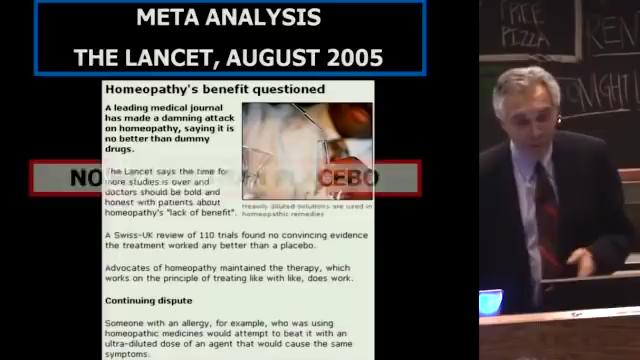 META ANALYSIS
THE LANCET, AUGUST 2005
Homeopathy's benefit questioned
A leading medical journal
has made a damning attack
on homeopathy, saying it is
no better than dummy
drugs.
The Lancet says the time for
more studies is over and
doctors should be bold and
honest with patients about
homeopathy's "lack of benefit".
Heavily diluted solutions are used in
homeopathic remedies
NO PLACEBO
A Swiss-UK review of 110 trials found no convincing evidence
the treatment worked any better than a placebo.
Advocates of homeopathy maintained the therapy, which
works on the principle of treating like with like, does work.
Continuing dispute
Someone with an allergy, for example, who was using
homeopathic medicines would attempt to beat it with an
ultra-diluted dose of an agent that would cause the same
symptoms.
FREE
PIZZA
TONIGHT